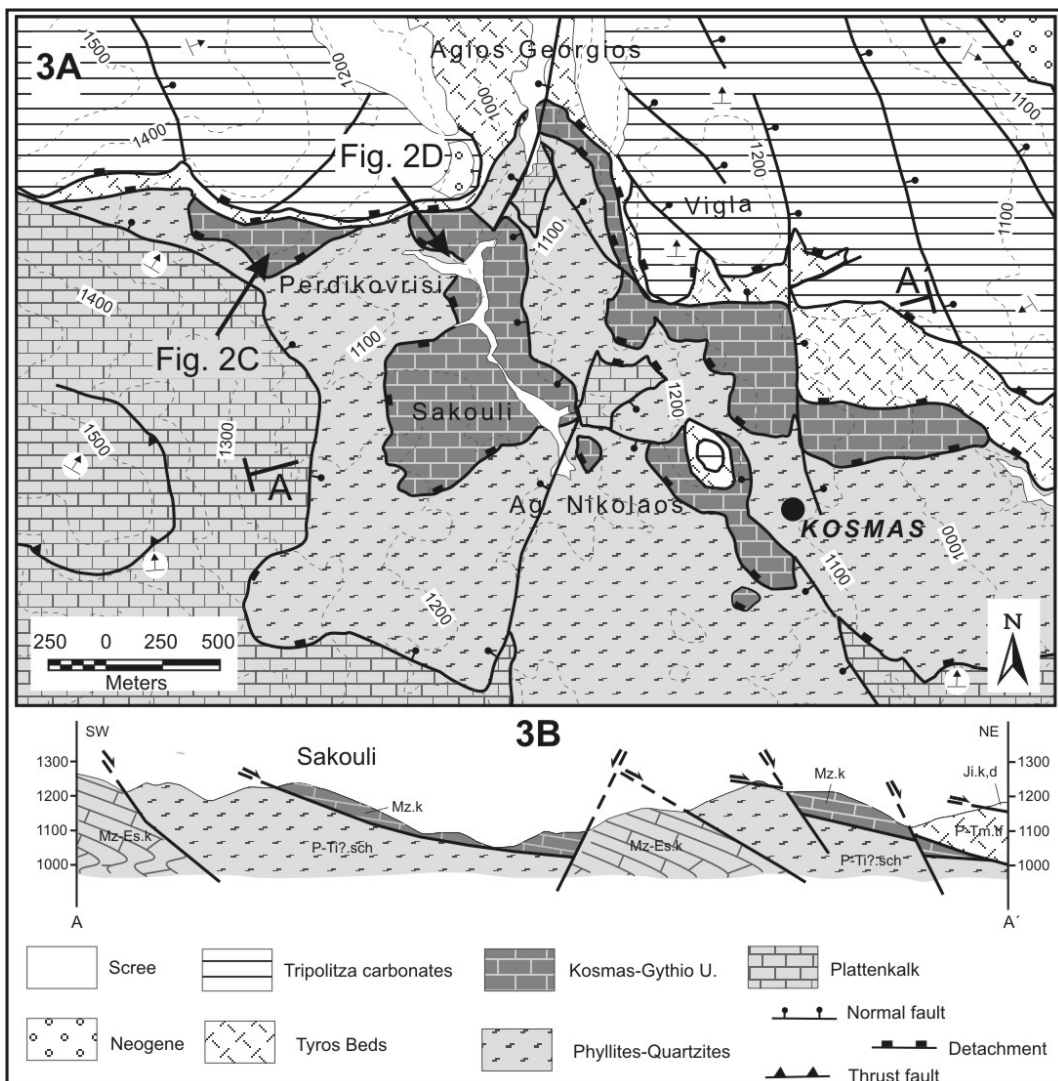 3A
1500
1200
Agios Georgios
1000
1400
Fig. 2D
1100
1200
1100
Vigla
1100
A´
Perdikovrisi
1400
Fig. 2C
1100
Sakouli
1200
1500
1300
A
Ag. Nikolaos
KOSMAS
1000
1100
1200
250 0 250 500
Meters
N
3B
SW
NE
Sakouli
1300
1200
1100
1000
Mz.k
Mz.k
Ji.k,d
1300
1200
1100
1000
Mz-Es.k
P-Ti?.sch
Mz-Es.k
P-Ti?.sch
P-Tm.tf
A
A´
Scree
Tripolitza carbonates
Kosmas-Gythio U.
Plattenkalk
Neogene
Tyros Beds
Phyllites-Quartzites
Normal fault
Detachment
Thrust fault